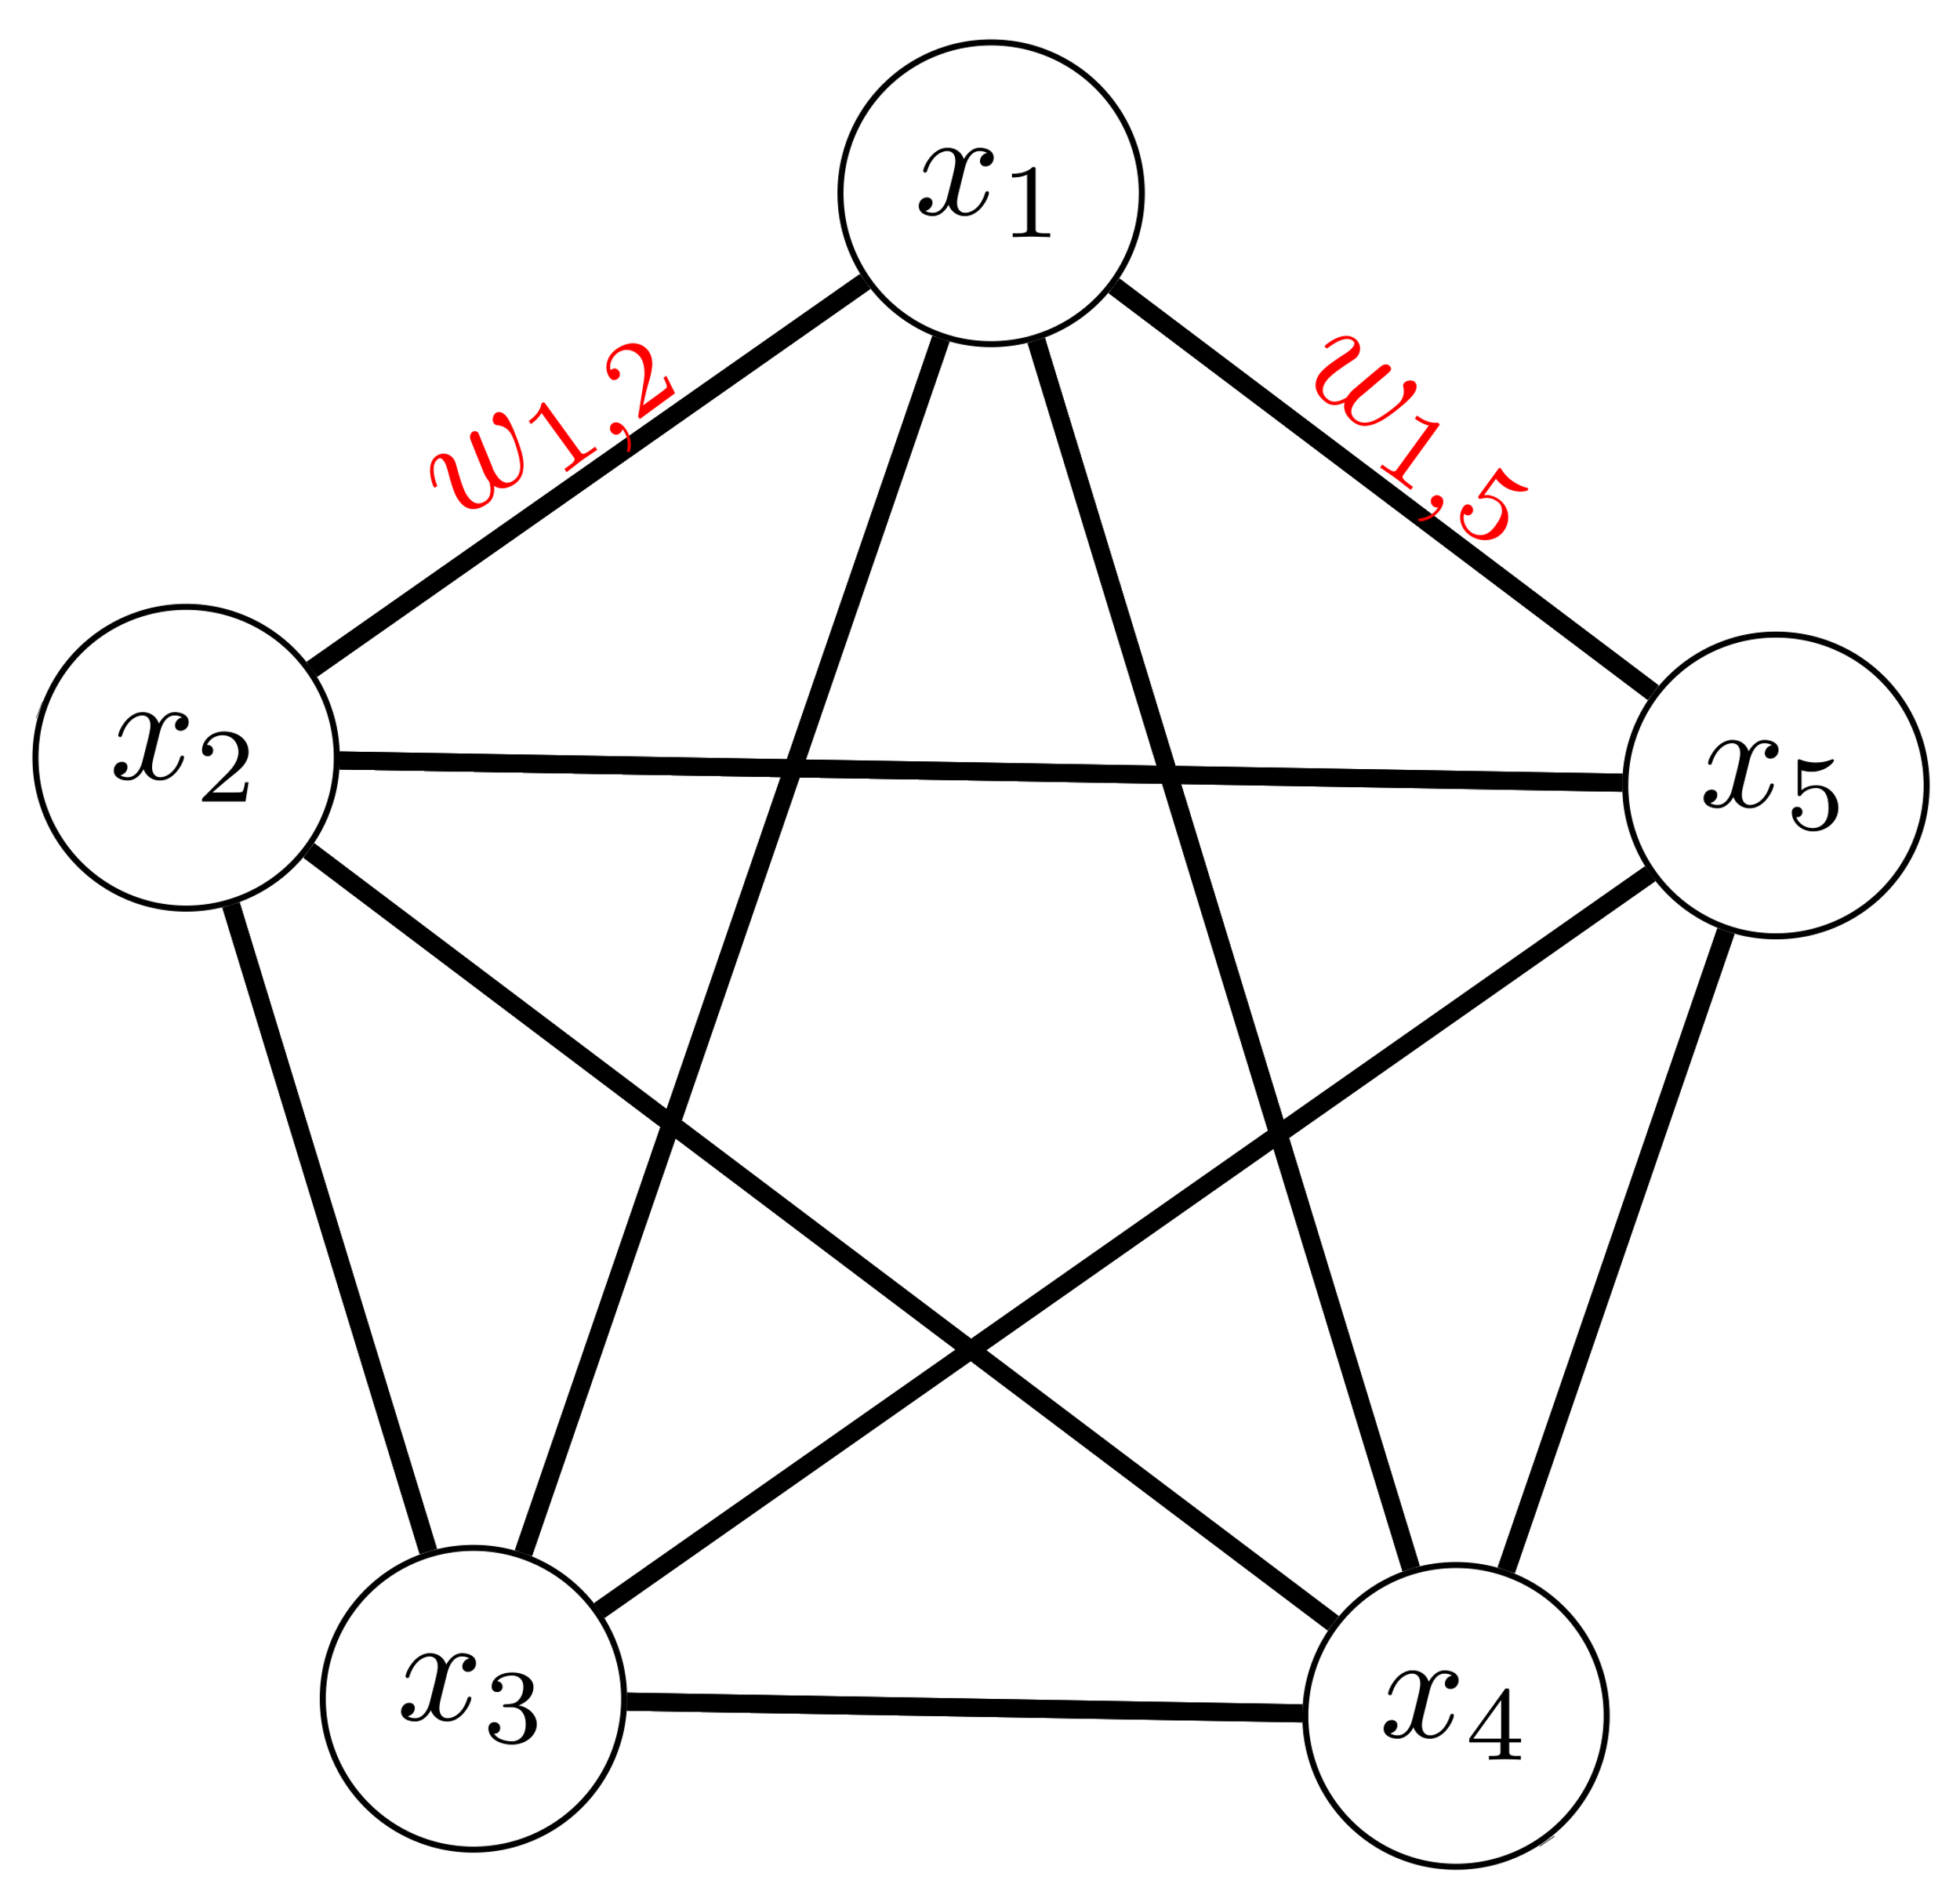 x₁
w₁,₂
w₁,₅
x₂
x₅
x₃
x₄